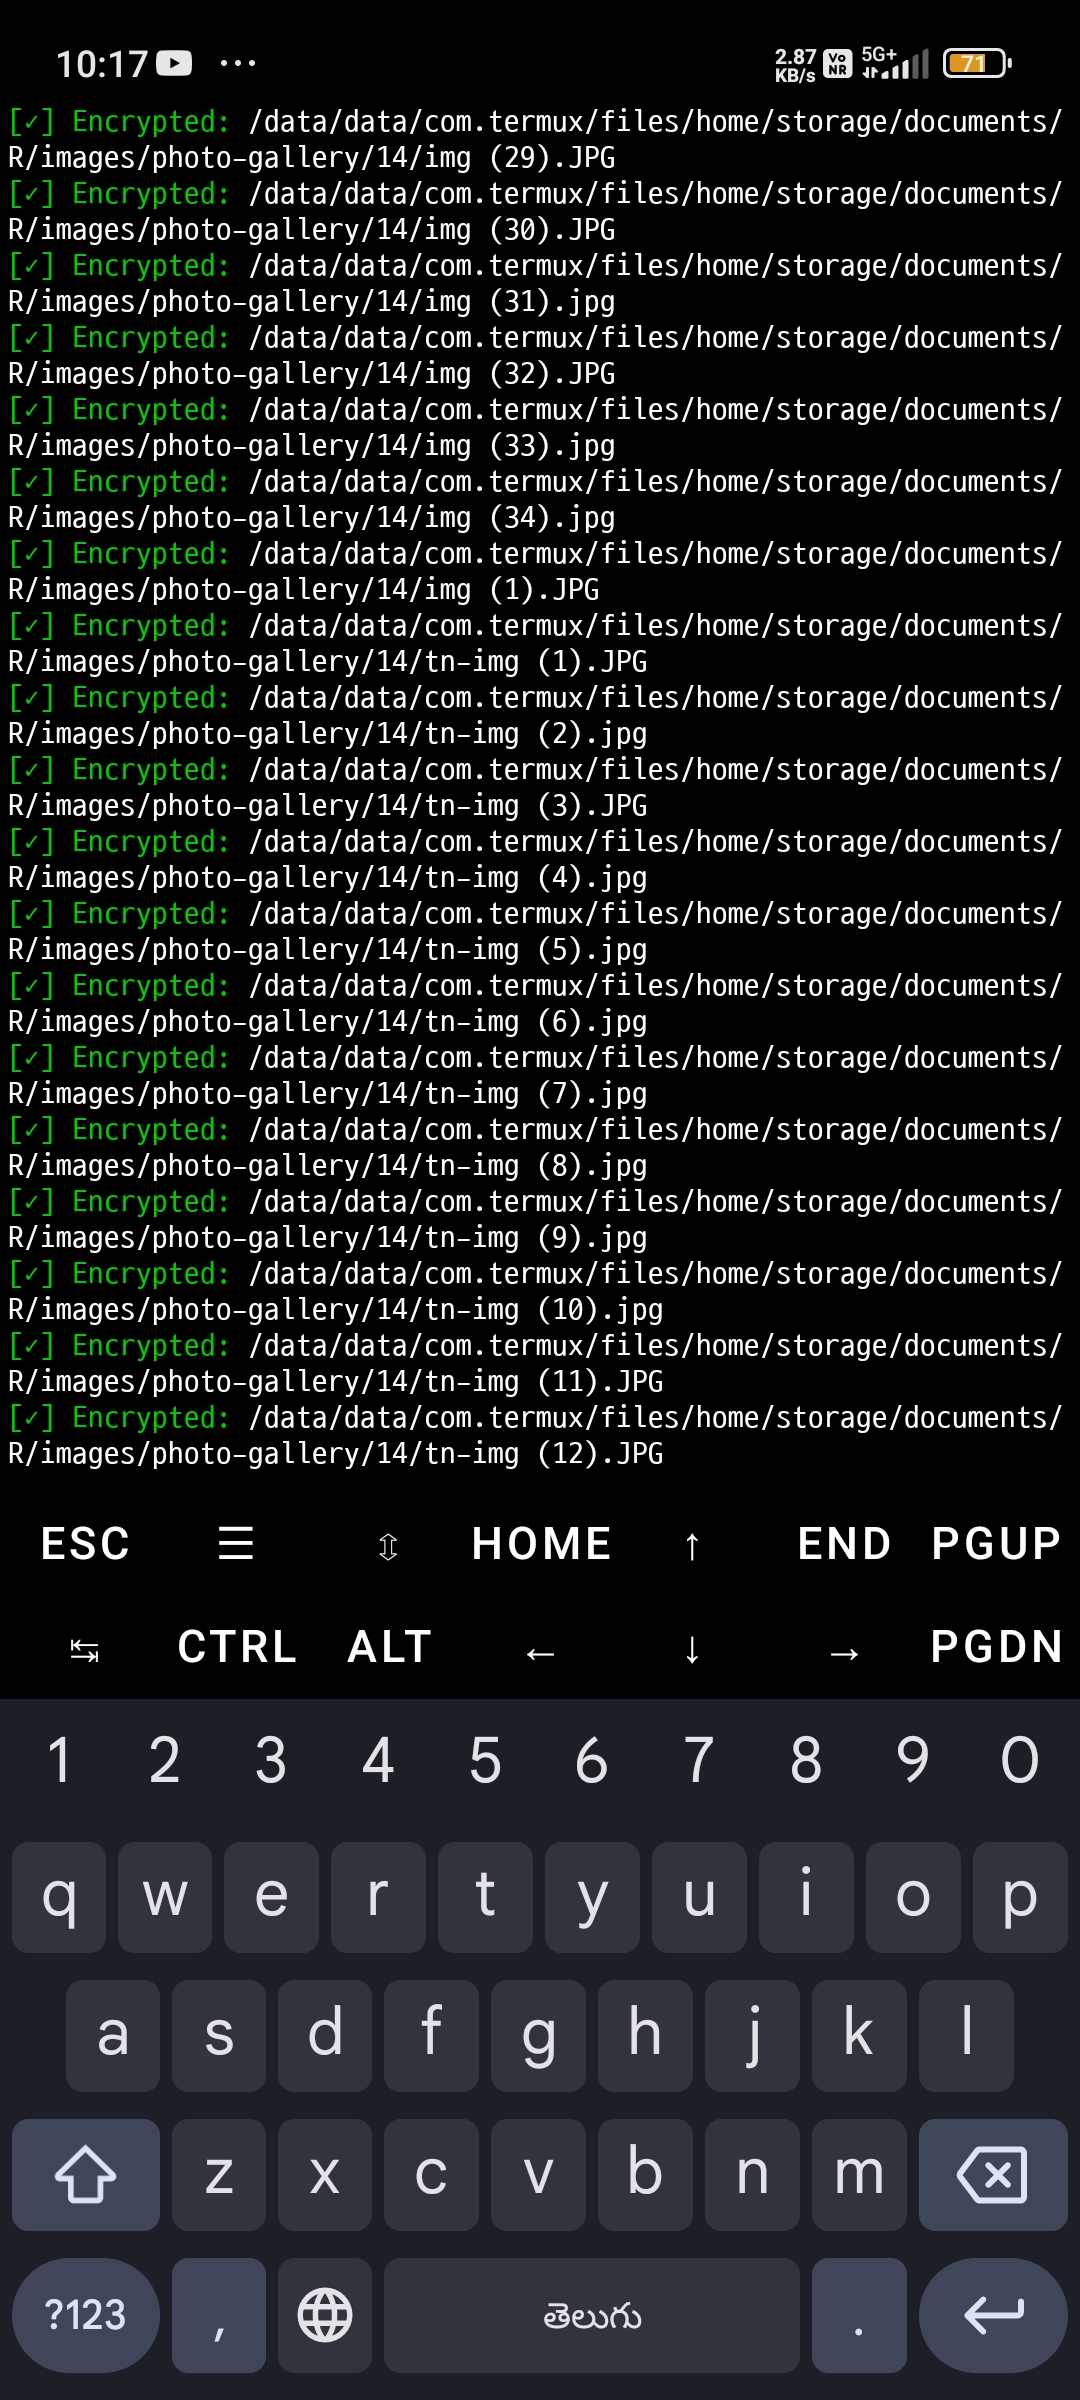 10:17
2.87
KB/s
Vo
NR
5G+
71
[✓] Encrypted: /data/data/com.termux/files/home/storage/documents/
R/images/photo-gallery/14/img (29).JPG
[✓] Encrypted: /data/data/com.termux/files/home/storage/documents/
R/images/photo-gallery/14/img (30).JPG
[✓] Encrypted: /data/data/com.termux/files/home/storage/documents/
R/images/photo-gallery/14/img (31).jpg
[✓] Encrypted: /data/data/com.termux/files/home/storage/documents/
R/images/photo-gallery/14/img (32).JPG
[✓] Encrypted: /data/data/com.termux/files/home/storage/documents/
R/images/photo-gallery/14/img (33).jpg
[✓] Encrypted: /data/data/com.termux/files/home/storage/documents/
R/images/photo-gallery/14/img (34).jpg
[✓] Encrypted: /data/data/com.termux/files/home/storage/documents/
R/images/photo-gallery/14/img (1).JPG
[✓] Encrypted: /data/data/com.termux/files/home/storage/documents/
R/images/photo-gallery/14/tn-img (1).JPG
[✓] Encrypted: /data/data/com.termux/files/home/storage/documents/
R/images/photo-gallery/14/tn-img (2).jpg
[✓] Encrypted: /data/data/com.termux/files/home/storage/documents/
R/images/photo-gallery/14/tn-img (3).JPG
[✓] Encrypted: /data/data/com.termux/files/home/storage/documents/
R/images/photo-gallery/14/tn-img (4).jpg
[✓] Encrypted: /data/data/com.termux/files/home/storage/documents/
R/images/photo-gallery/14/tn-img (5).jpg
[✓] Encrypted: /data/data/com.termux/files/home/storage/documents/
R/images/photo-gallery/14/tn-img (6).jpg
[✓] Encrypted: /data/data/com.termux/files/home/storage/documents/
R/images/photo-gallery/14/tn-img (7).jpg
[✓] Encrypted: /data/data/com.termux/files/home/storage/documents/
R/images/photo-gallery/14/tn-img (8).jpg
[✓] Encrypted: /data/data/com.termux/files/home/storage/documents/
R/images/photo-gallery/14/tn-img (9).jpg
[✓] Encrypted: /data/data/com.termux/files/home/storage/documents/
R/images/photo-gallery/14/tn-img (10).jpg
[✓] Encrypted: /data/data/com.termux/files/home/storage/documents/
R/images/photo-gallery/14/tn-img (11).JPG
[✓] Encrypted: /data/data/com.termux/files/home/storage/documents/
R/images/photo-gallery/14/tn-img (12).JPG
ESC ☰ ⇳ HOME ↑ END PGUP
↹ CTRL ALT ← ↓ → PGDN
1 2 3 4 5 6 7 8 9 0
q w e r t y u i o p
a s d f g h j k l
z x c v b n m
?123 , తెలుగు .